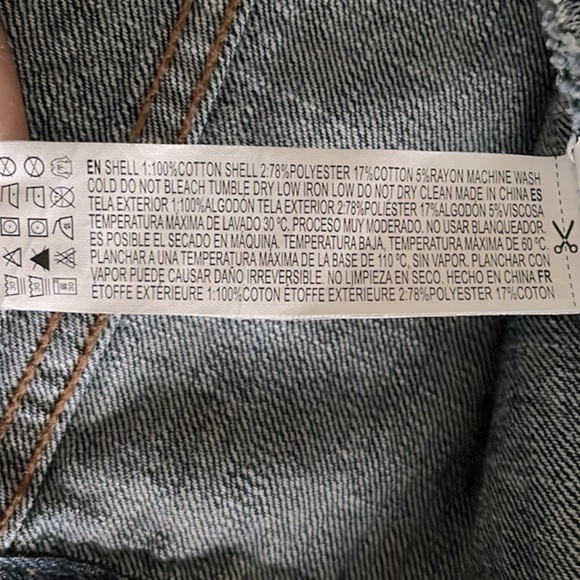 EN SHELL 1:100%COTTON SHELL 2:78%POLYESTER 17%COTTON 5%RAYON MACHINE WASH
COLD DO NOT BLEACH TUMBLE DRY LOW IRON LOW DO NOT DRY CLEAN MADE IN CHINA ES
TELA EXTERIOR 1:100%ALGODÓN TELA EXTERIOR 2:78%POLIÉSTER 17%ALGODÓN 5%VISCOSA
TEMPERATURA MÁXIMA DE LAVADO 30 ºC. PROCESO MUY MODERADO. NO USAR BLANQUEADOR.
ES POSIBLE EL SECADO EN MÁQUINA. TEMPERATURA BAJA, TEMPERATURA MÁXIMA DE 60 ºC.
PLANCHAR A UNA TEMPERATURA MÁXIMA DE LA BASE DE 110 ºC, SIN VAPOR. PLANCHAR CON
VAPOR PUEDE CAUSAR DAÑO IRREVERSIBLE. NO LIMPIEZA EN SECO. HECHO EN CHINA FR
ÉTOFFE EXTÉRIEURE 1:100%COTON ÉTOFFE EXTÉRIEURE 2:78%POLYESTER 17%COTON